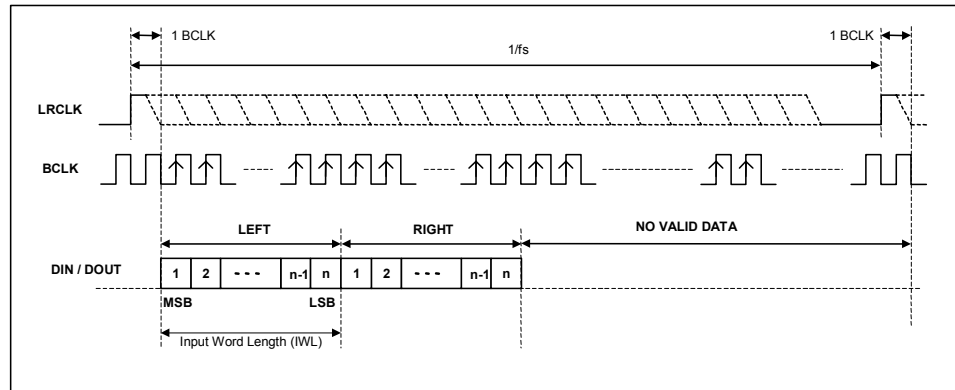 1 BCLK
1 BCLK
1/fs
LRCLK
BCLK
LEFT
RIGHT
NO VALID DATA
DIN / DOUT
1 2 - - - n-1 n 1 2 - - - n-1 n
MSB
LSB
Input Word Length (IWL)